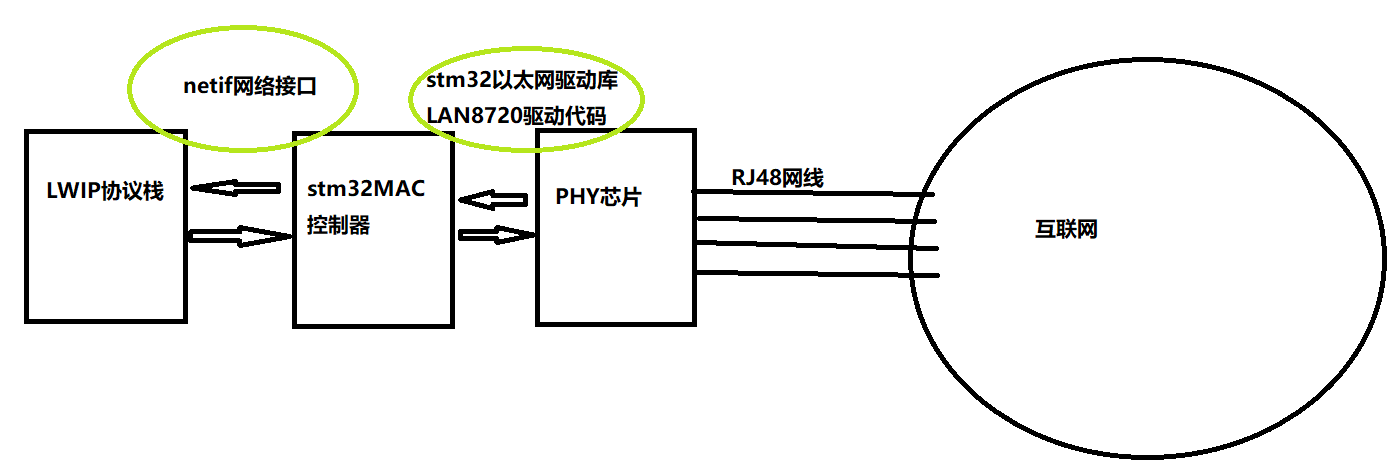 netif网络接口
stm32以太网驱动库
LAN8720驱动代码
LWIP协议栈
stm32MAC
控制器
PHY芯片
RJ48网线
互联网